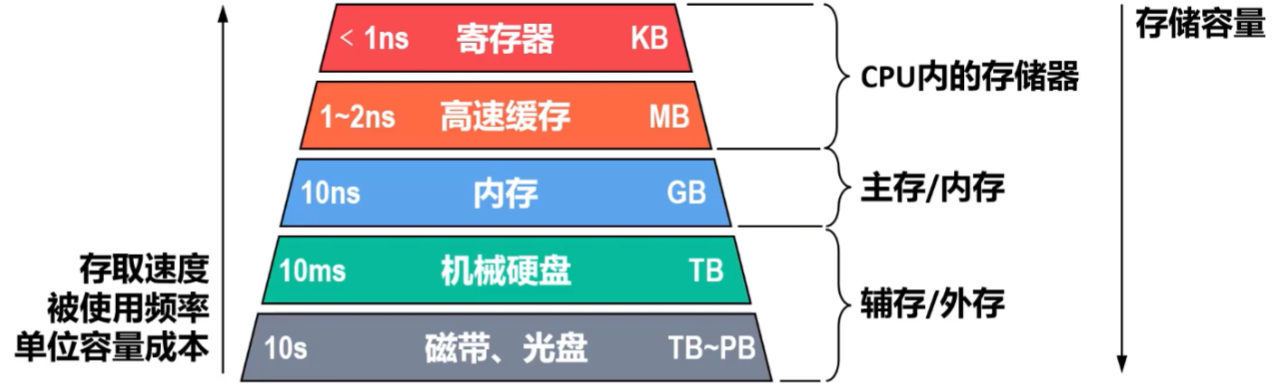 < 1ns 寄存器 KB
1~2ns 高速缓存 MB
10ns 内存 GB
10ms 机械硬盘 TB
10s 磁带、光盘 TB~PB
存取速度
被使用频率
单位容量成本
CPU内的存储器
主存/内存
辅存/外存
存储容量